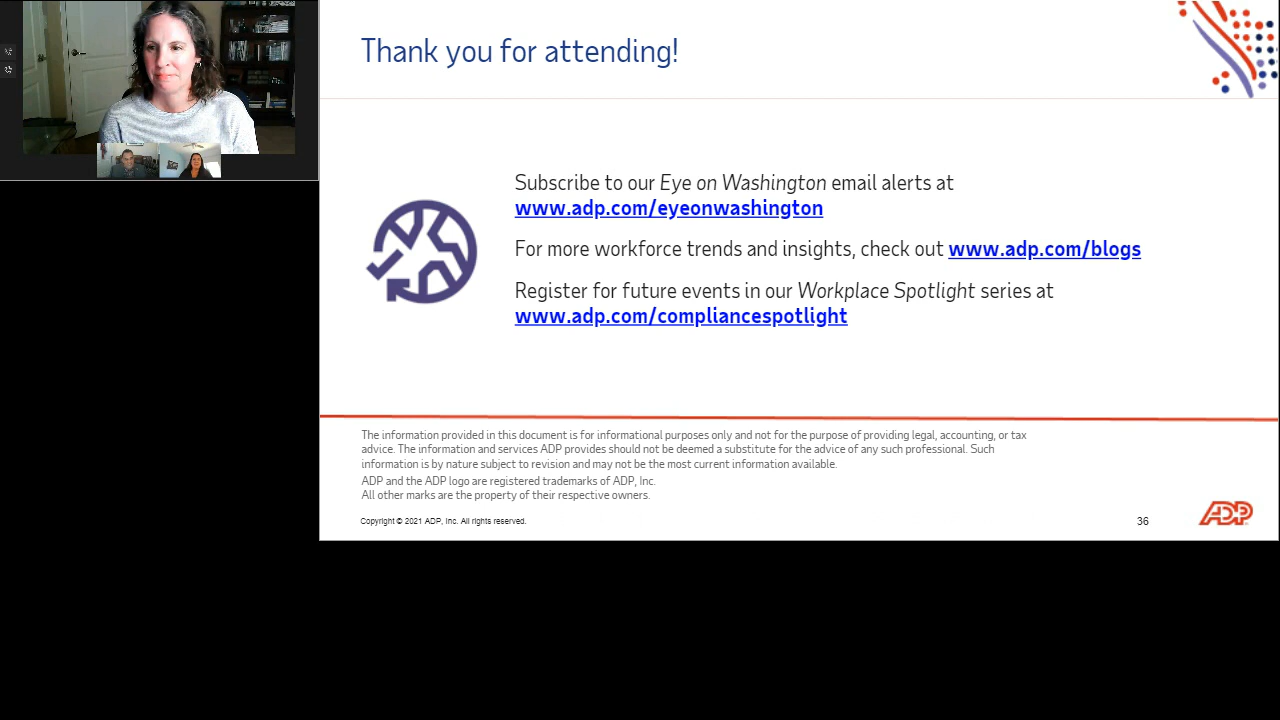 Thank you for attending!
Subscribe to our Eye on Washington email alerts at
www.adp.com/eyeonwashington
For more workforce trends and insights, check out www.adp.com/blogs
Register for future events in our Workplace Spotlight series at
www.adp.com/compliancespotlight
The information provided in this document is for informational purposes only and not for the purpose of providing legal, accounting, or tax
advice. The information and services ADP provides should not be deemed a substitute for the advice of any such professional. Such
information is by nature subject to revision and may not be the most current information available.
ADP and the ADP logo are registered trademarks of ADP, Inc.
All other marks are the property of their respective owners.
Copyright © 2021 ADP, Inc. All rights reserved.
36
ADP